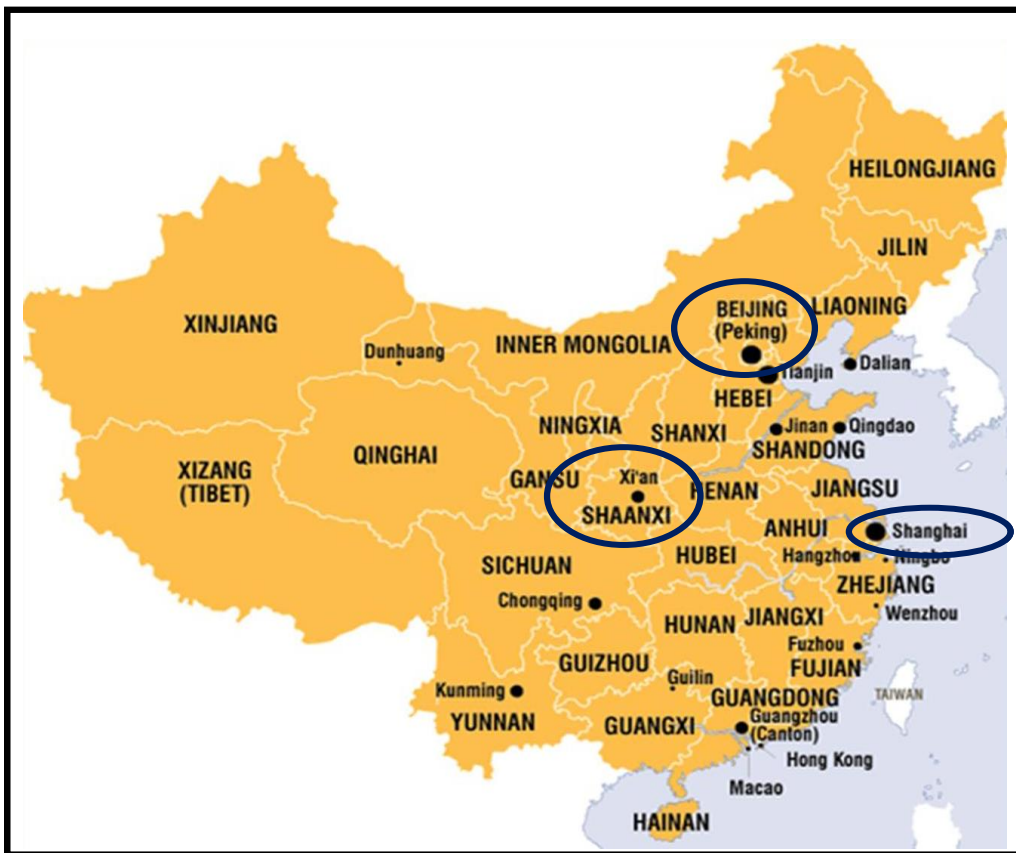 HEILONGJIANG
JILIN
BEIJING
(Peking)
LIAONING
XINJIANG
INNER MONGOLIA
Dunhuang
Dalian
Tianjin
HEBEI
NINGXIA
SHANXI
Jinan
Qingdao
SHANDONG
QINGHAI
XIZANG
(TIBET)
GANSU
Xi'an
SHAANXI
HENAN
JIANGSU
ANHUI
Shanghai
HUBEI
Hangzhou
Ningbo
SICHUAN
ZHEJIANG
Chongqing
Wenzhou
HUNAN
JIANGXI
Fuzhou
FUJIAN
GUIZHOU
Guilin
Kunming
YUNNAN
GUANGXI
GUANGDONG
Guangzhou
(Canton)
TAIWAN
Hong Kong
Macao
HAINAN